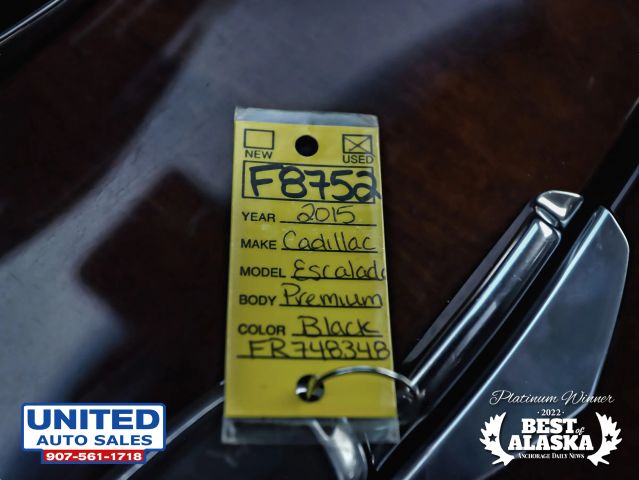 NEW USED
F8752
YEAR 2015
MAKE Cadillac
MODEL Escalade
BODY Premium
COLOR Black
FR748348
UNITED
AUTO SALES
907-561-1718
Platinum Winner
·2022·
BEST of
ALASKA
ANCHORAGE DAILY NEWS